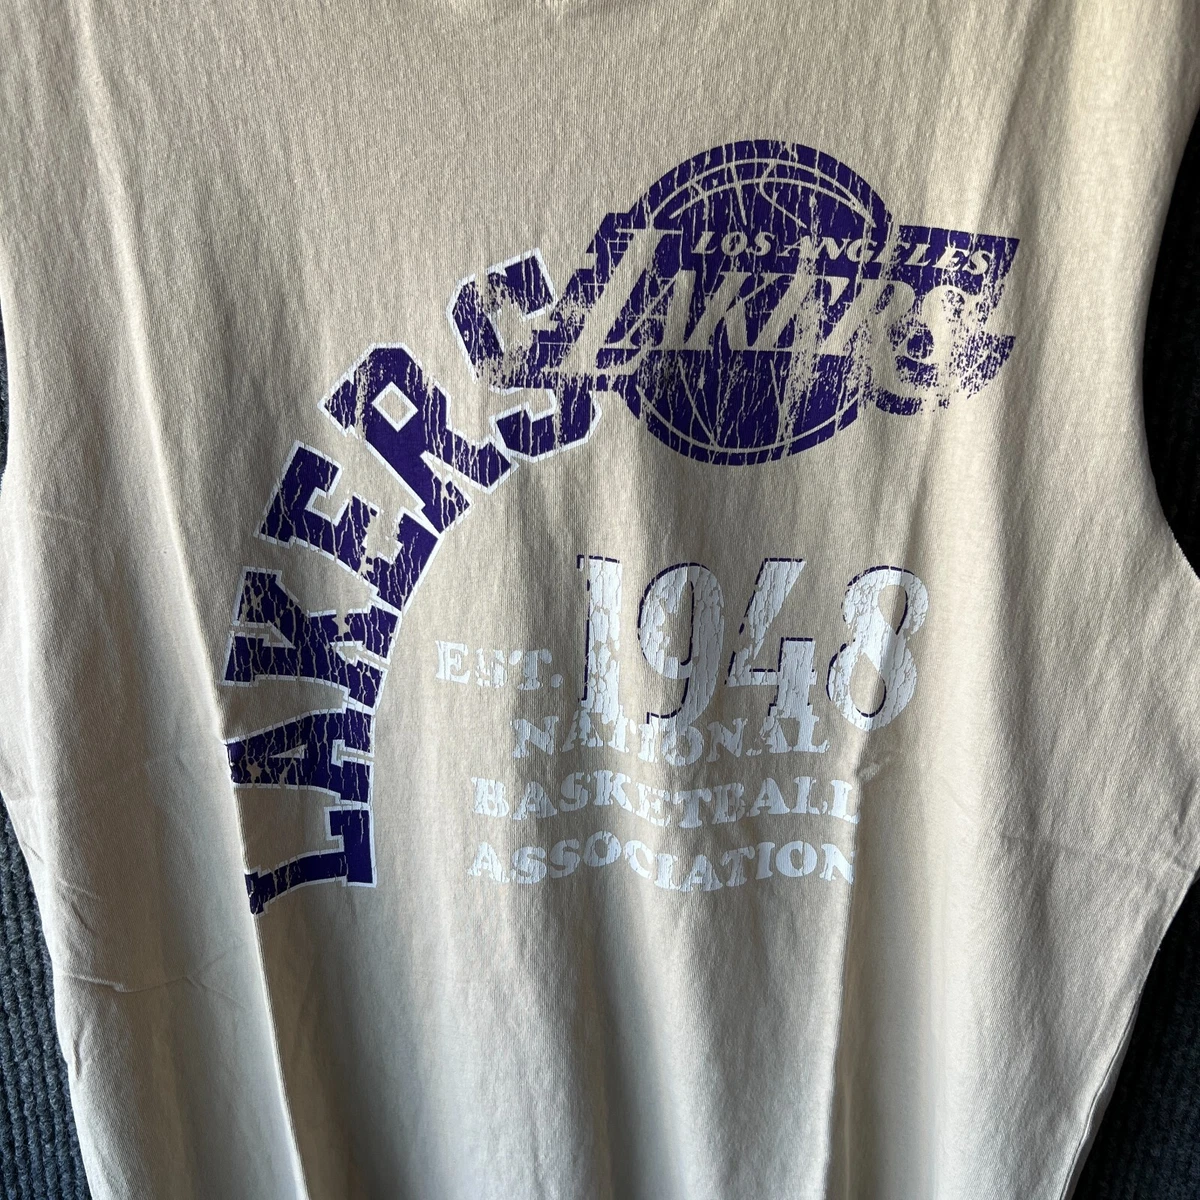 LOS ANGELES
LAKERS
LAKERS
EST. 1948
NATIONAL
BASKETBALL
ASSOCIATION